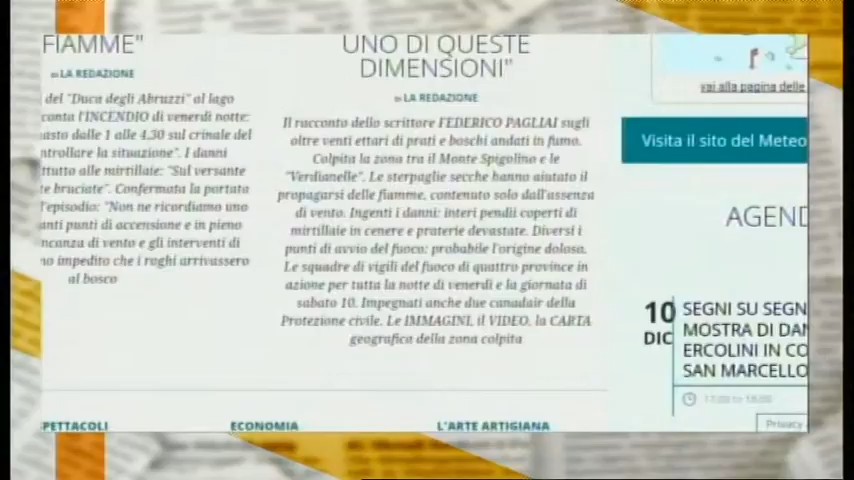 FIAMME"
DI LA REDAZIONE
del "Duca degli Abruzzi" al lago
conta l'INCENDIO di venerdì notte:
asto dalle 1 alle 4,30 sul crinale del
ntrollare la situazione". I danni
tutto alle mirtillaie: "Sul versante
te bruciate". Confermata la portata
l'episodio: "Non ne ricordiamo uno
anti punti di accensione e in pieno
ncanza di vento e gli interventi di
no impedito che i roghi arrivassero
al bosco
UNO DI QUESTE
DIMENSIONI"
DI LA REDAZIONE
Il racconto dello scrittore FEDERICO PAGLIAI sugli
oltre venti ettari di prati e boschi andati in fumo.
Colpita la zona tra il Monte Spigolino e le
"Verdianelle". Le sterpaglie secche hanno aiutato il
propagarsi delle fiamme, contenuto solo dall'assenza
di vento. Ingenti i danni: interi pendii coperti di
mirtillaie in cenere e praterie devastate. Diversi i
punti di avvio del fuoco: probabile l'origine dolosa.
Le squadre di vigili del fuoco di quattro province in
azione per tutta la notte di venerdì e la giornata di
sabato 10. Impegnati anche due canadair della
Protezione civile. Le IMMAGINI, il VIDEO, la CARTA
geografica della zona colpita
vai alla pagina delle
Visita il sito del Meteo
AGEND
10
DIC
SEGNI SU SEGN
MOSTRA DI DAN
ERCOLINI IN CO
SAN MARCELLO
Privacy
PETTACOLI
ECONOMIA
L'ARTE ARTIGIANA